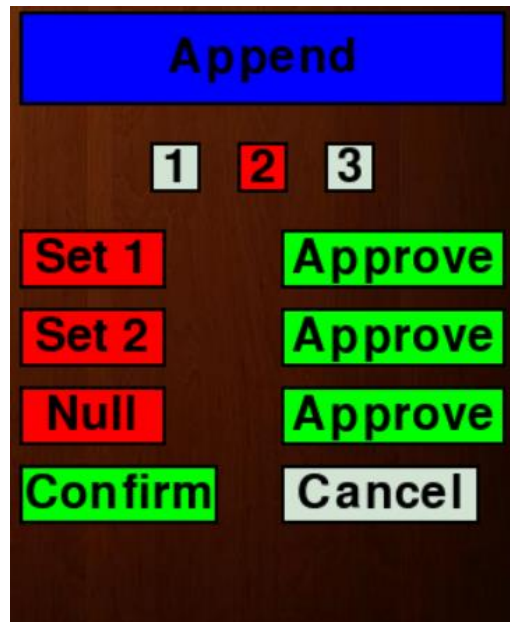 Append
1 2 3
Set 1 Approve
Set 2 Approve
Null Approve
Confirm Cancel